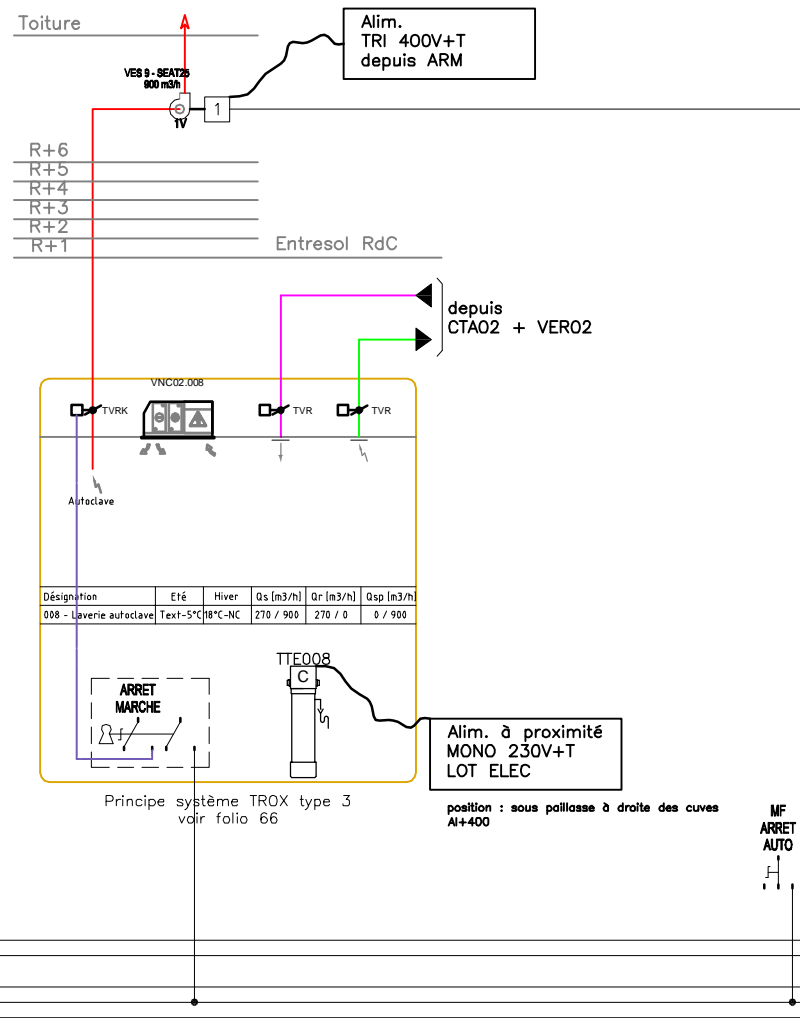 Toiture
Alim.
TRI 400V+T
depuis ARM
VES 9 - SEAT25
900 m3/h
1
1V
R+6
R+5
R+4
R+3
R+2
R+1
Entresol RdC
depuis
CTA02 + VER02
VNC02.008
TVRK
TVR
TVR
Autoclave
Désignation Eté Hiver Qs [m3/h] Qr [m3/h] Qsp [m3/h]
008 - Laverie autoclave Text-5°C 18°C-NC 270 / 900 270 / 0 0 / 900
TTE008
C
ARRET
MARCHE
Alim. à proximité
MONO 230V+T
LOT ELEC
Principe système TROX type 3
voir folio 66
position : sous paillasse à droite des cuves
AI+400
MF
ARRET
AUTO